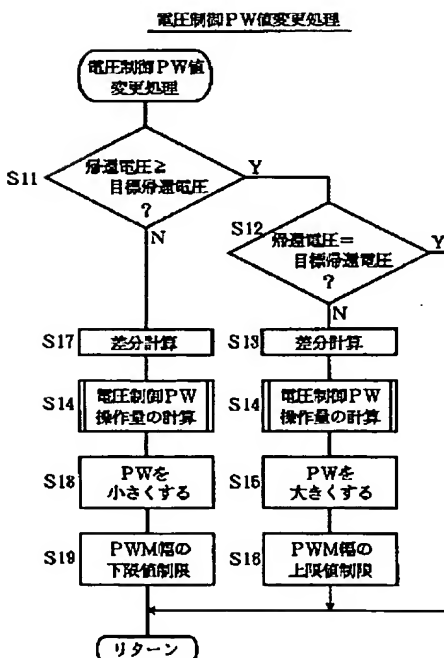 電圧制御PW値変更処理
電圧制御PW値
変更処理
S11
帰還電圧≧
目標帰還電圧
?
Y
N
S12
帰還電圧=
目標帰還電圧
?
Y
N
S17
差分計算
S13
差分計算
S14
電圧制御PW
操作量の計算
S14
電圧制御PW
操作量の計算
S18
PWを
小さくする
S15
PWを
大きくする
S19
PWM幅の
下限値制限
S16
PWM幅の
上限値制限
リターン